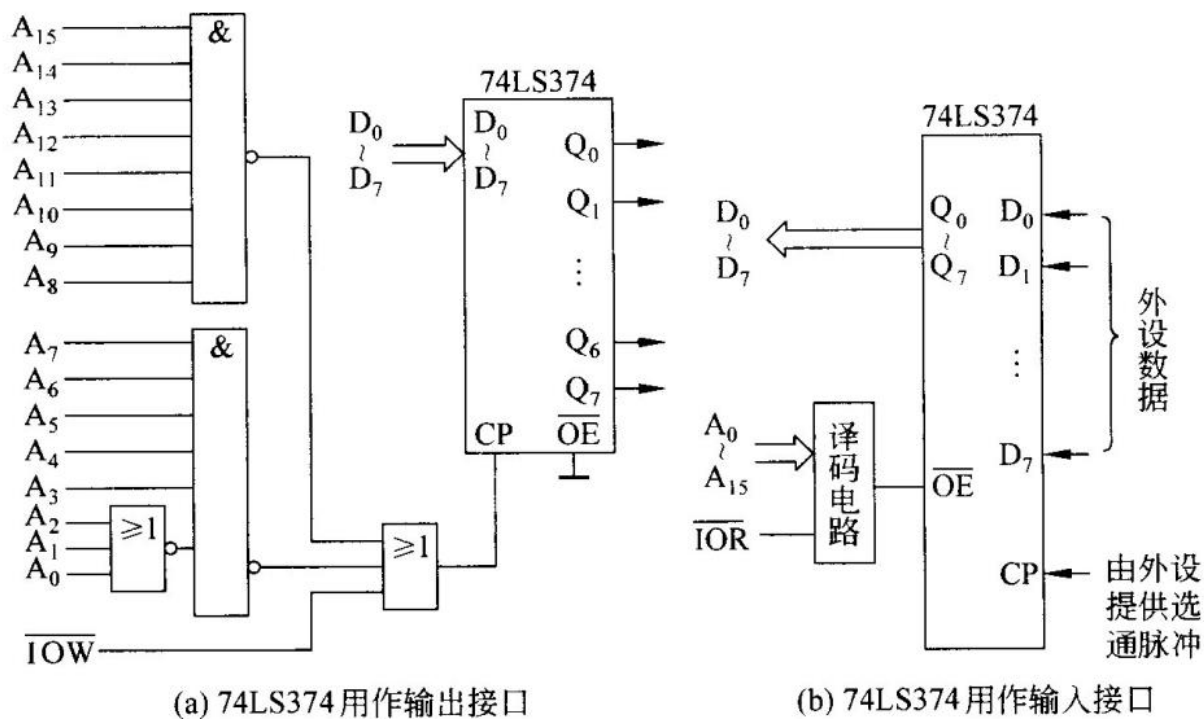 A15
A14
A13
A12
A11
A10
A9
A8
&
A7
A6
A5
A4
A3
A2
A1
A0
≥1
&
IOW
≥1
74LS374
D0
~
D7
D0
~
D7
Q0
Q1
⋯
Q6
Q7
CP
OE
(a) 74LS374用作输出接口
74LS374
D0
~
D7
Q0
~
Q7
D0
D1
⋯
D7
外设数据
A0
~
A15
IOR
译码电路
OE
CP
由外设
提供选
通脉冲
(b) 74LS374用作输入接口